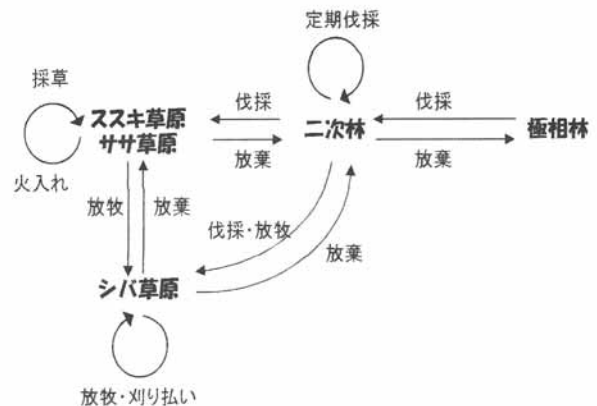 定期伐採
採草
ススキ草原
ササ草原
伐採
二次林
伐採
極相林
放棄
放棄
火入れ
放牧
放棄
伐採・放牧
放棄
シバ草原
放牧・刈り払い